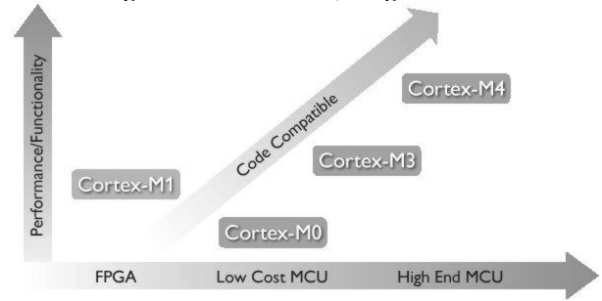 Performance/Functionality
Cortex-M4
Code Compatible
Cortex-M3
Cortex-M1
Cortex-M0
FPGA
Low Cost MCU
High End MCU